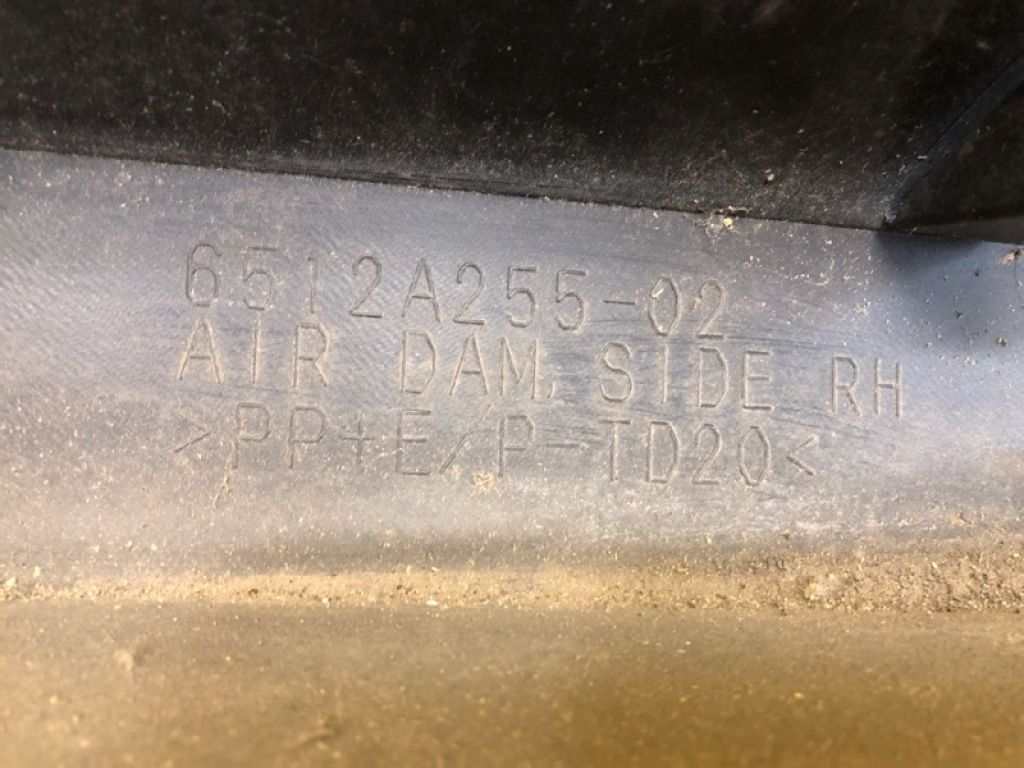 6512A255-02
AIR DAM, SIDE RH
>PP+E/P-TD20<